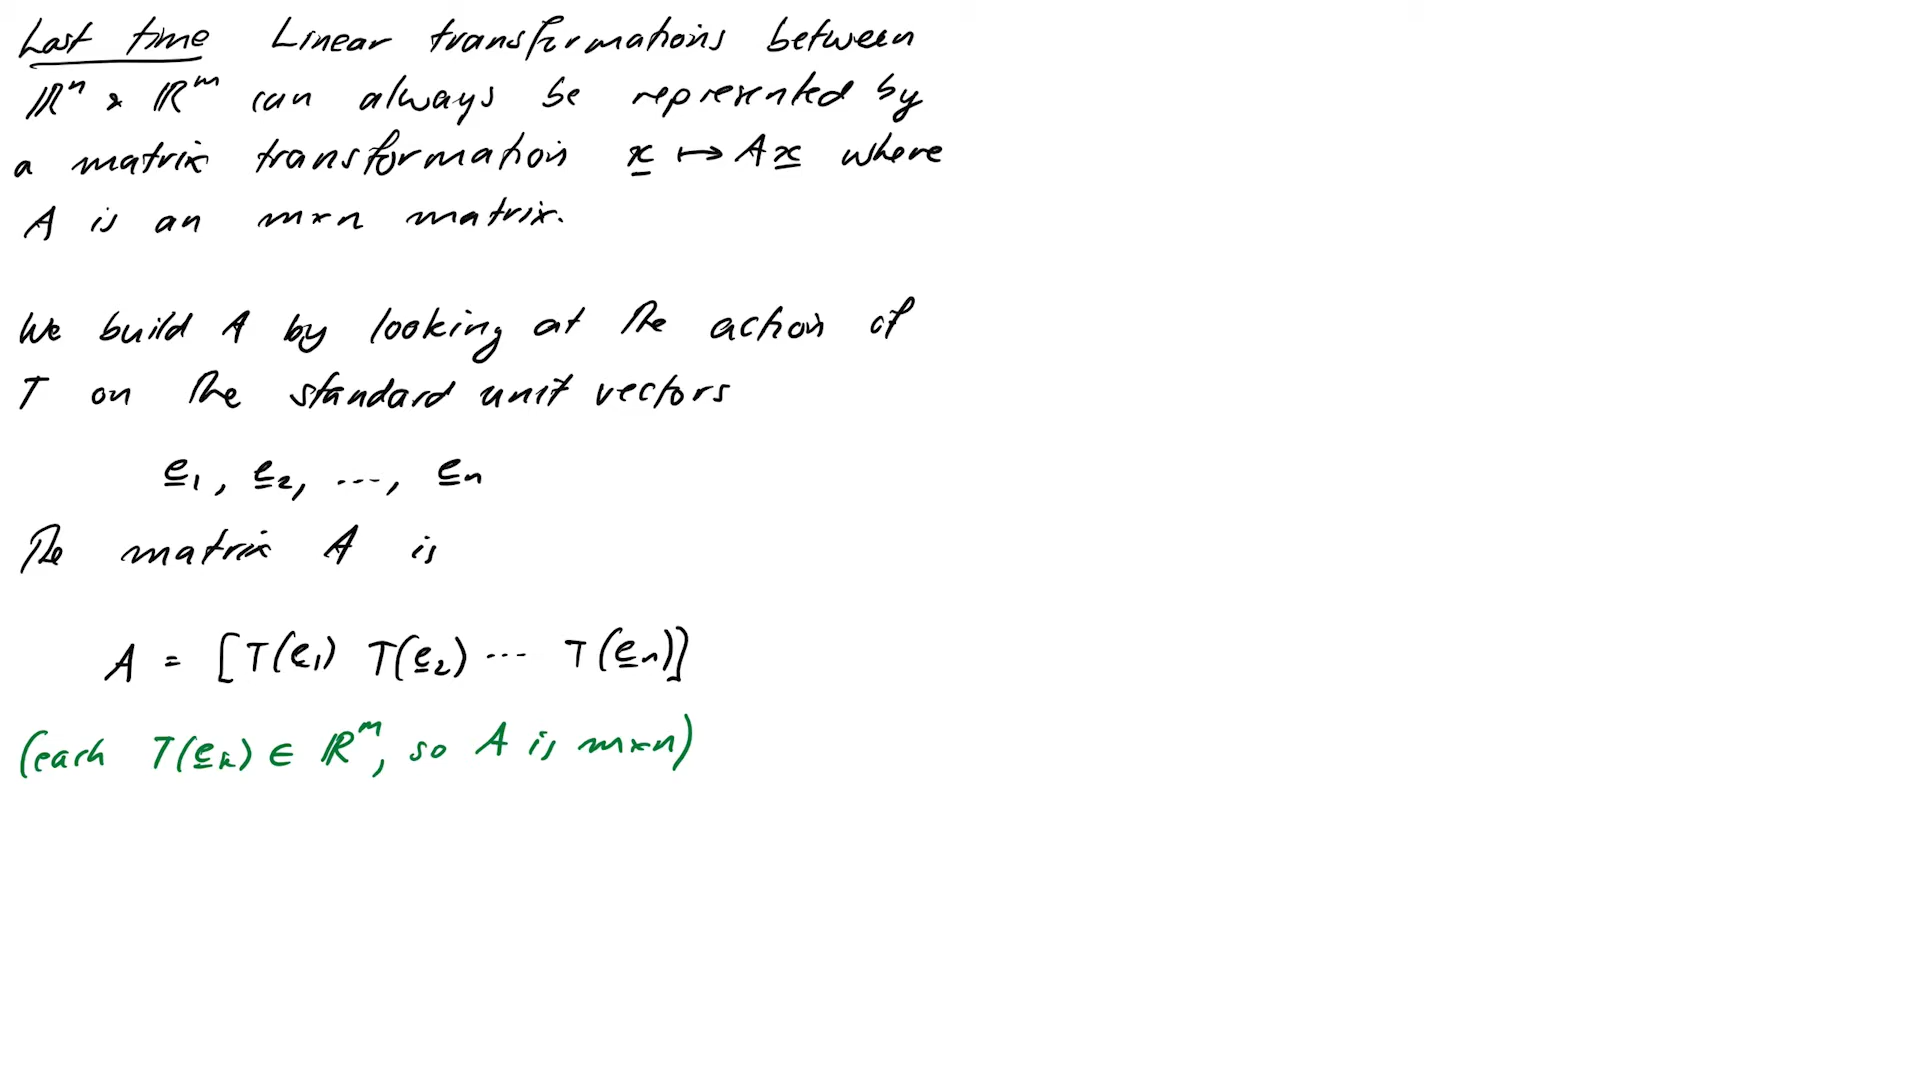 Last time Linear transformations between
ℝⁿ & ℝᵐ can always be represented by
a matrix transformation x ↦ Ax where
A is an m×n matrix.
We build A by looking at the action of
T on the standard unit vectors
e₁, e₂, ..., eₙ
The matrix A is
A = [T(e₁) T(e₂) ... T(eₙ)]
(each T(eₖ) ∈ ℝᵐ, so A is m×n)